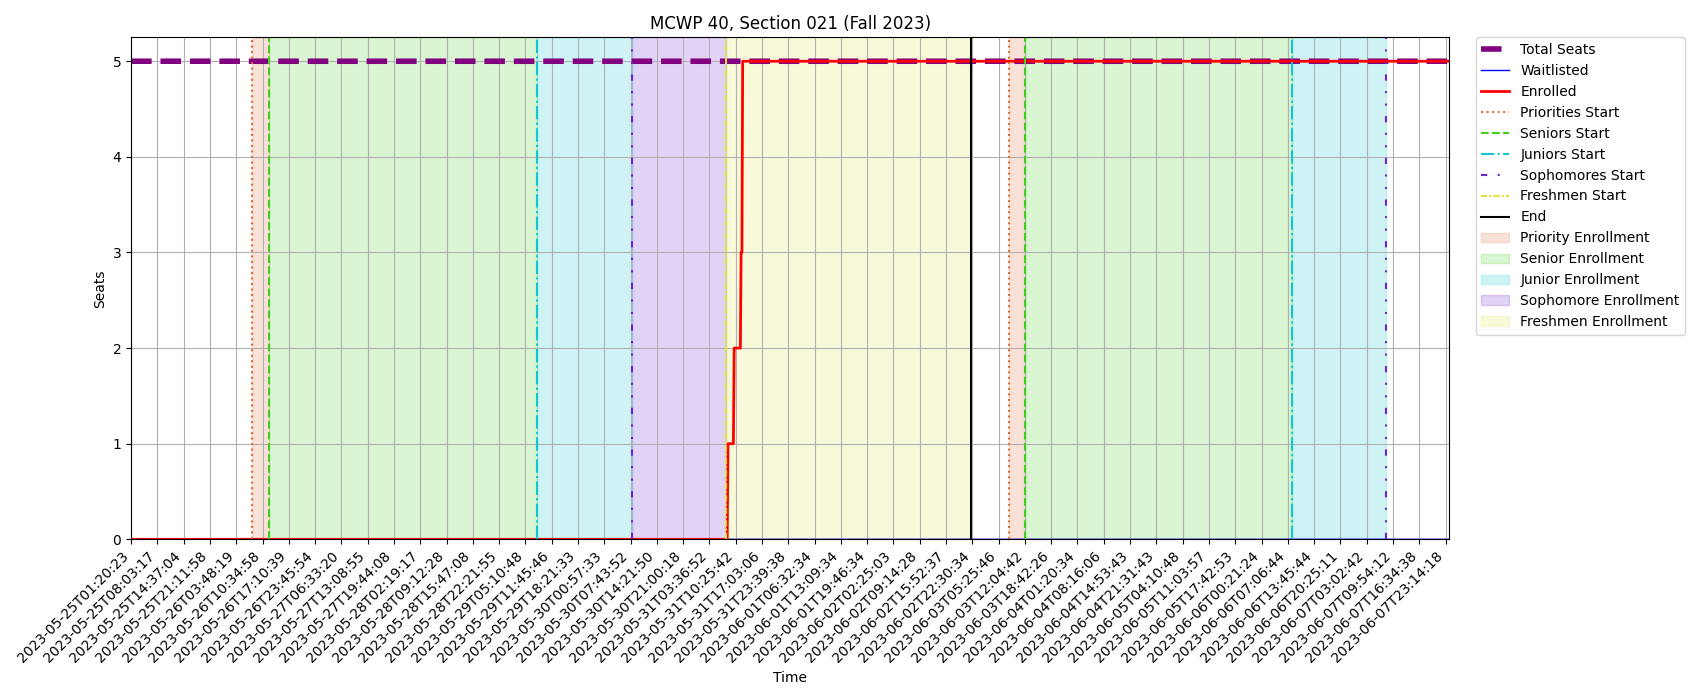 MCWP 40, Section 021 (Fall 2023)
Seats
5
4
3
2
1
0
2023-05-25T01:20:23
2023-05-25T08:03:17
2023-05-25T14:37:04
2023-05-25T21:11:58
2023-05-26T03:48:19
2023-05-26T10:34:58
2023-05-26T17:10:39
2023-05-26T23:45:54
2023-05-27T06:33:20
2023-05-27T13:08:55
2023-05-27T19:44:08
2023-05-28T02:19:17
2023-05-28T09:12:28
2023-05-28T15:47:08
2023-05-28T22:21:55
2023-05-29T05:10:48
2023-05-29T11:45:46
2023-05-29T18:21:33
2023-05-30T00:57:33
2023-05-30T07:43:52
2023-05-30T14:21:50
2023-05-30T21:00:18
2023-05-31T03:36:52
2023-05-31T10:25:42
2023-05-31T17:03:06
2023-05-31T23:39:38
2023-06-01T06:32:34
2023-06-01T13:09:34
2023-06-01T19:46:34
2023-06-02T02:25:03
2023-06-02T09:14:28
2023-06-02T15:52:37
2023-06-02T22:30:34
2023-06-03T05:25:46
2023-06-03T12:04:42
2023-06-03T18:42:26
2023-06-04T01:20:34
2023-06-04T08:16:06
2023-06-04T14:53:43
2023-06-04T21:31:43
2023-06-05T04:10:48
2023-06-05T11:03:57
2023-06-05T17:42:53
2023-06-06T00:21:24
2023-06-06T07:06:44
2023-06-06T13:45:44
2023-06-06T20:25:11
2023-06-07T03:02:42
2023-06-07T09:54:12
2023-06-07T16:34:38
2023-06-07T23:14:18
Time
Total Seats
Waitlisted
Enrolled
Priorities Start
Seniors Start
Juniors Start
Sophomores Start
Freshmen Start
End
Priority Enrollment
Senior Enrollment
Junior Enrollment
Sophomore Enrollment
Freshmen Enrollment